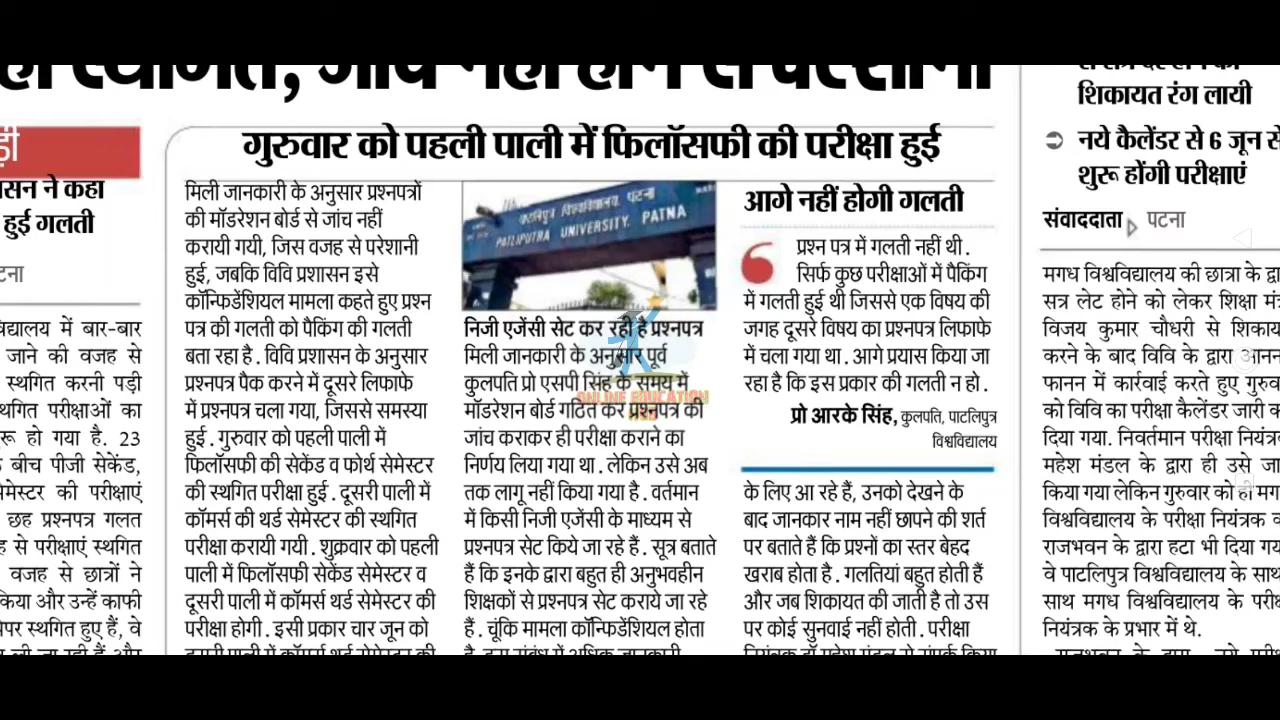 गुरुवार को पहली पाली में फिलॉसफी की परीक्षा हुई
सन ने कहा
हुई गलती
जाने की वजह से
स्थगित करनी पड़ी
परीक्षाओं का
रू हो गया है. 23
बीच पीजी सेकेंड,
सेमेस्टर की परीक्षाएं
छह प्रश्नपत्र गलत
से परीक्षाएं स्थगित
वजह से छात्रों ने
किया और उन्हें काफी
पेपर स्थगित हुए हैं, वे
मिली जानकारी के अनुसार प्रश्नपत्रों
की मॉडरेशन बोर्ड से जांच नहीं
करायी गयी, जिस वजह से परेशानी
हुई, जबकि विवि प्रशासन इसे
कॉन्फिडेंशियल मामला कहते हुए प्रश्न
पत्र की गलती को पैकिंग की गलती
बता रहा है. विवि प्रशासन के अनुसार
प्रश्नपत्र पैक करने में दूसरे लिफाफे
में प्रश्नपत्र चला गया, जिससे समस्या
हुई. गुरुवार को पहली पाली में
फिलॉसफी की सेकेंड व फोर्थ सेमेस्टर
की स्थगित परीक्षा हुई. दूसरी पाली में
कॉमर्स की थर्ड सेमेस्टर की स्थगित
परीक्षा करायी गयी. शुक्रवार को पहली
पाली में फिलॉसफी सेकेंड सेमेस्टर व
दूसरी पाली में कॉमर्स थर्ड सेमेस्टर की
परीक्षा होगी. इसी प्रकार चार जून को
दूसरी पाली में कॉमर्स थर्ड सेमेस्टर की
पाटलिपुत्र विश्वविद्यालय, पटना
PATLIPUTRA UNIVERSITY, PATNA
निजी एजेंसी सेट कर रही है प्रश्नपत्र
मिली जानकारी के अनुसार पूर्व
कुलपति प्रो एसपी सिंह के समय में
मॉडरेशन बोर्ड गठित कर प्रश्नपत्र की
जांच कराकर ही परीक्षा कराने का
निर्णय लिया गया था. लेकिन उसे अब
तक लागू नहीं किया गया है. वर्तमान
में किसी निजी एजेंसी के माध्यम से
प्रश्नपत्र सेट किये जा रहे हैं. सूत्र बताते
हैं कि इनके द्वारा बहुत ही अनुभवहीन
शिक्षकों से प्रश्नपत्र सेट कराये जा रहे
हैं. चूंकि मामला कॉन्फिडेंशियल होता
ONLINE EDUCATION
आगे नहीं होगी गलती
प्रश्न पत्र में गलती नहीं थी.
सिर्फ कुछ परीक्षाओं में पैकिंग
में गलती हुई थी जिससे एक विषय की
जगह दूसरे विषय का प्रश्नपत्र लिफाफे
में चला गया था. आगे प्रयास किया जा
रहा है कि इस प्रकार की गलती न हो.
प्रो आरके सिंह, कुलपति, पाटलिपुत्र
विश्वविद्यालय
के लिए आ रहे हैं, उनको देखने के
बाद जानकार नाम नहीं छापने की शर्त
पर बताते हैं कि प्रश्नों का स्तर बेहद
खराब होता है. गलतियां बहुत होती हैं
और जब शिकायत की जाती है तो उस
पर कोई सुनवाई नहीं होती. परीक्षा
शिकायत रंग लायी
नये कैलेंडर से 6 जून से
शुरू होंगी परीक्षाएं
संवाददाता पटना
मगध विश्वविद्यालय की छात्रा के द्वा
सत्र लेट होने को लेकर शिक्षा मं
विजय कुमार चौधरी से शिकाय
करने के बाद विवि के द्वारा आनन
फानन में कार्रवाई करते हुए गुरुव
को विवि का परीक्षा कैलेंडर जारी क
दिया गया. निवर्तमान परीक्षा नियंत्र
महेश मंडल के द्वारा ही उसे जा
किया गया लेकिन गुरुवार को ही मग
विश्वविद्यालय के परीक्षा नियंत्रक
राजभवन के द्वारा हटा भी दिया गय
वे पाटलिपुत्र विश्वविद्यालय के साथ
साथ मगध विश्वविद्यालय के परी
नियंत्रक के प्रभार में थे.